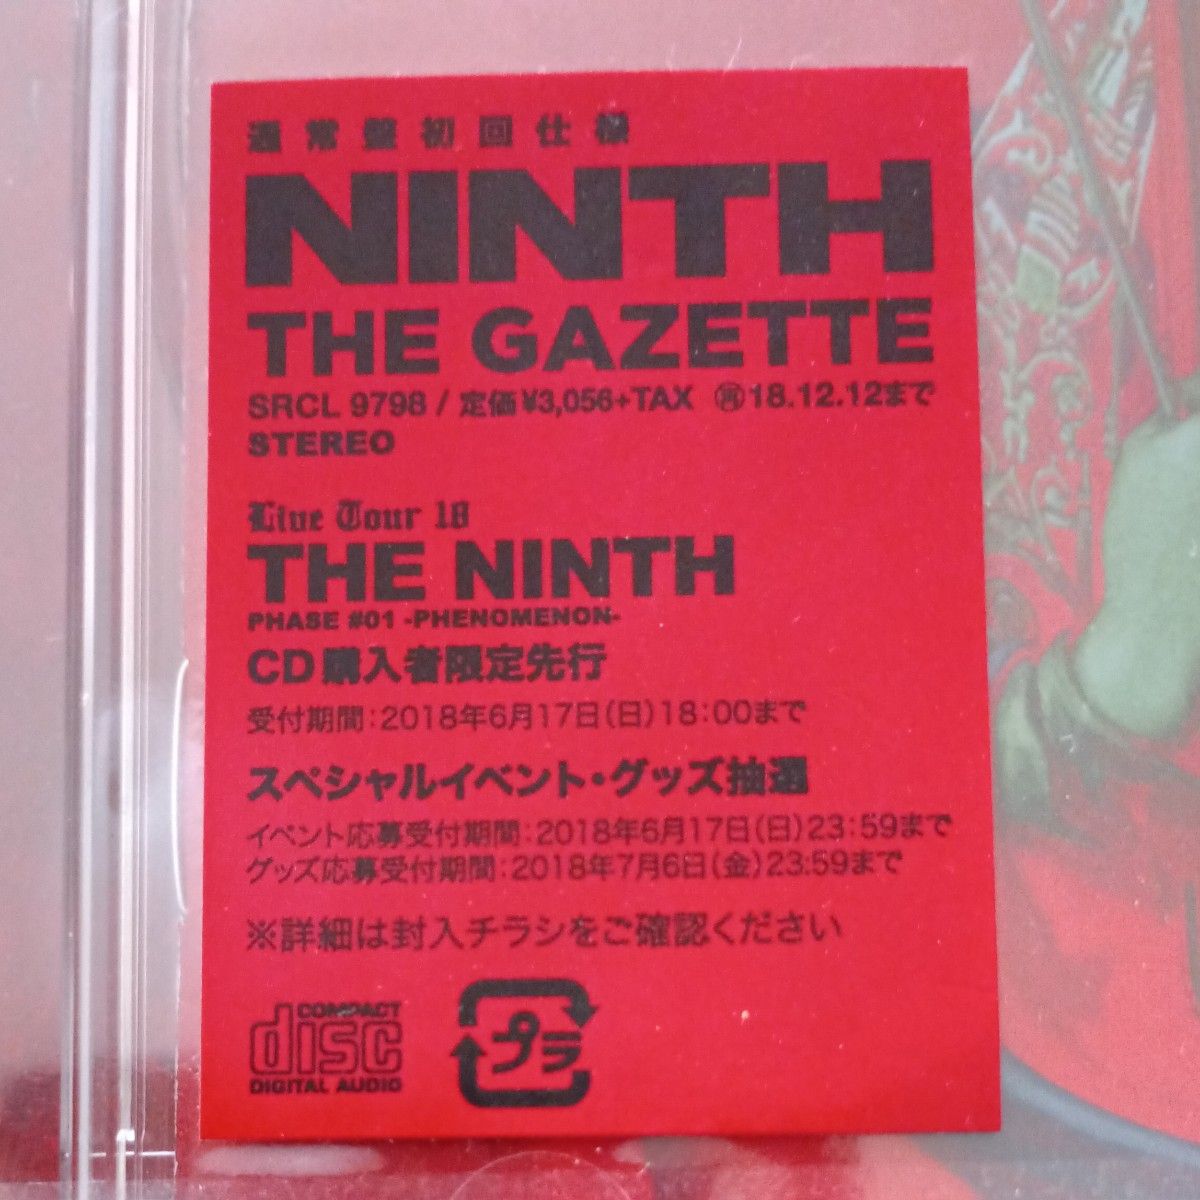 通常盤初回仕様
NINTH
THE GAZETTE
SRCL 9798 / 定価¥3,056+TAX ㊞18.12.12まで
STEREO
Live Tour 18
THE NINTH
PHASE #01 -PHENOMENON-
CD購入者限定先行
受付期間:2018年6月17日(日)18:00まで
スペシャルイベント・グッズ抽選
イベント応募受付期間:2018年6月17日(日)23:59まで
グッズ応募受付期間:2018年7月6日(金)23:59まで
※詳細は封入チラシをご確認ください
COMPACT
disc
DIGITAL AUDIO
プラ